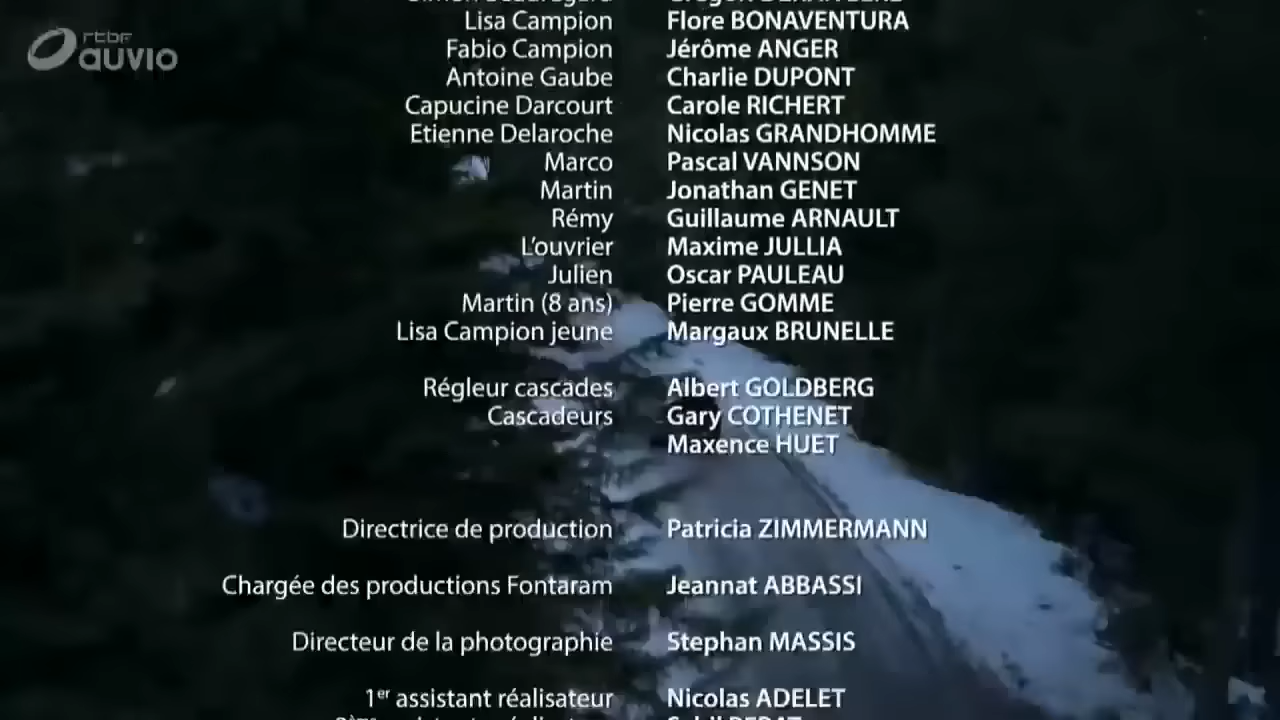 rtbf
auvio
Lisa Campion Flore BONAVENTURA
Fabio Campion Jérôme ANGER
Antoine Gaube Charlie DUPONT
Capucine Darcourt Carole RICHERT
Etienne Delaroche Nicolas GRANDHOMME
Marco Pascal VANNSON
Martin Jonathan GENET
Rémy Guillaume ARNAULT
L'ouvrier Maxime JULLIA
Julien Oscar PAULEAU
Martin (8 ans) Pierre GOMME
Lisa Campion jeune Margaux BRUNELLE
Régleur cascades Albert GOLDBERG
Cascadeurs Gary COTHENET
Maxence HUET
Directrice de production Patricia ZIMMERMANN
Chargée des productions Fontaram Jeannat ABBASSI
Directeur de la photographie Stephan MASSIS
1er assistant réalisateur Nicolas ADELET